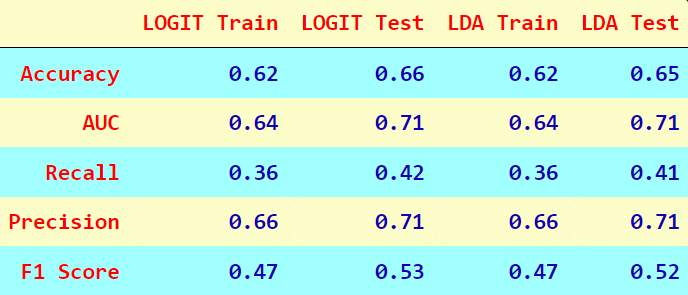 LOGIT Train LOGIT Test LDA Train LDA Test
Accuracy 0.62 0.66 0.62 0.65
AUC 0.64 0.71 0.64 0.71
Recall 0.36 0.42 0.36 0.41
Precision 0.66 0.71 0.66 0.71
F1 Score 0.47 0.53 0.47 0.52